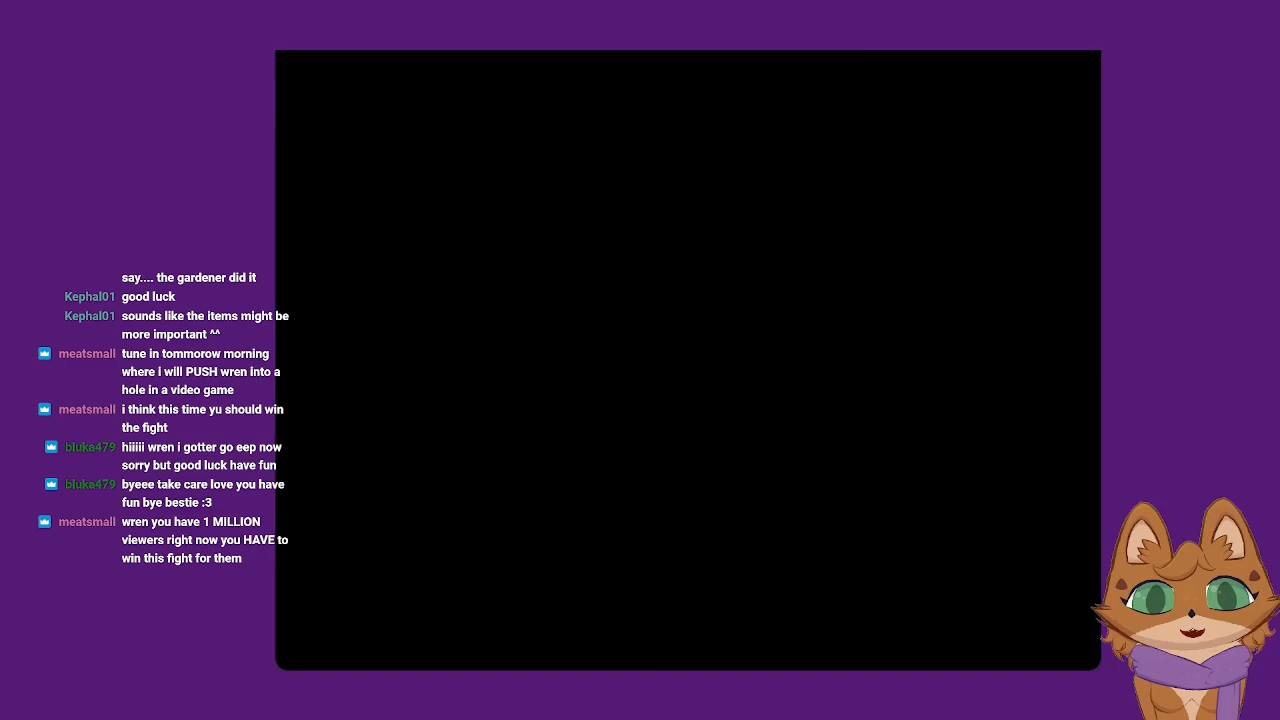 say.... the gardener did it
Kephal01 good luck
Kephal01 sounds like the items might be
more important ^^
meatsmall tune in tommorow morning
where i will PUSH wren into a
hole in a video game
meatsmall i think this time yu should win
the fight
bluka479 hiiiii wren i gotter go eep now
sorry but good luck have fun
bluka479 byeee take care love you have
fun bye bestie :3
meatsmall wren you have 1 MILLION
viewers right now you HAVE to
win this fight for them